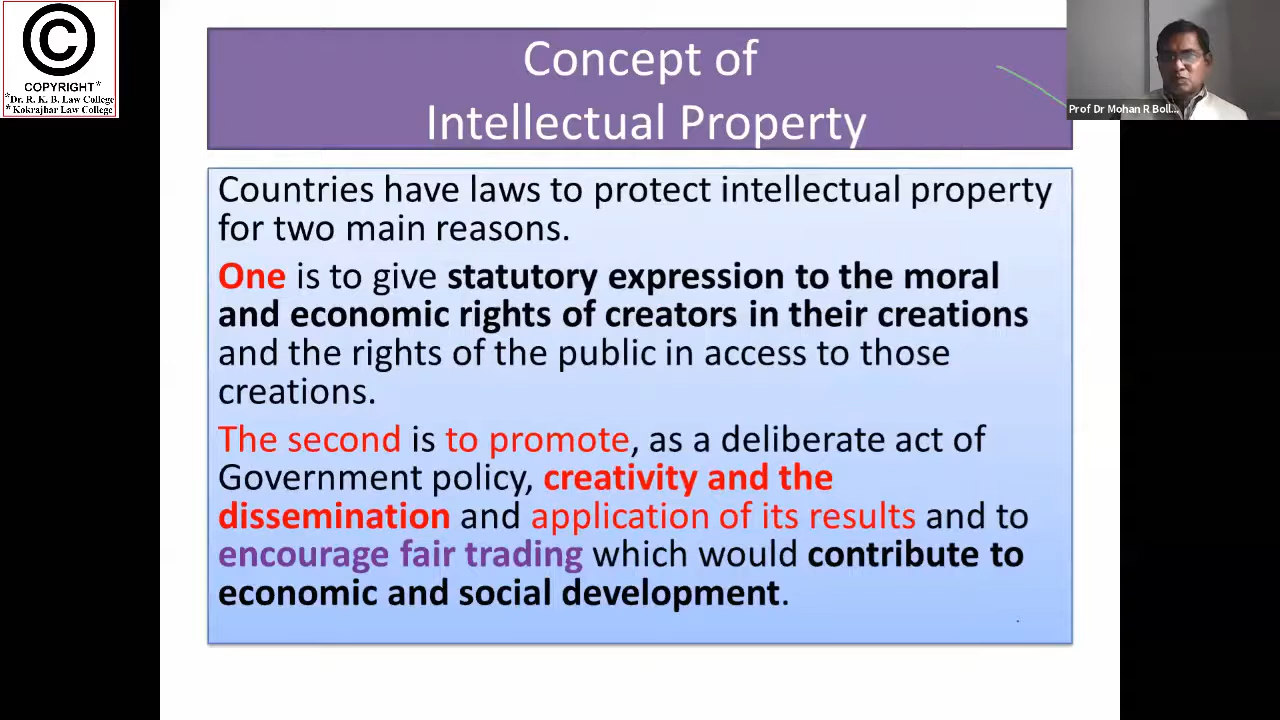 COPYRIGHT*
*Dr. R. K. B. Law College
* Kokrajhar Law College
Concept of
Intellectual Property
Prof Dr Mohan R Boll...
Countries have laws to protect intellectual property
for two main reasons.
One is to give statutory expression to the moral
and economic rights of creators in their creations
and the rights of the public in access to those
creations.
The second is to promote, as a deliberate act of
Government policy, creativity and the
dissemination and application of its results and to
encourage fair trading which would contribute to
economic and social development.